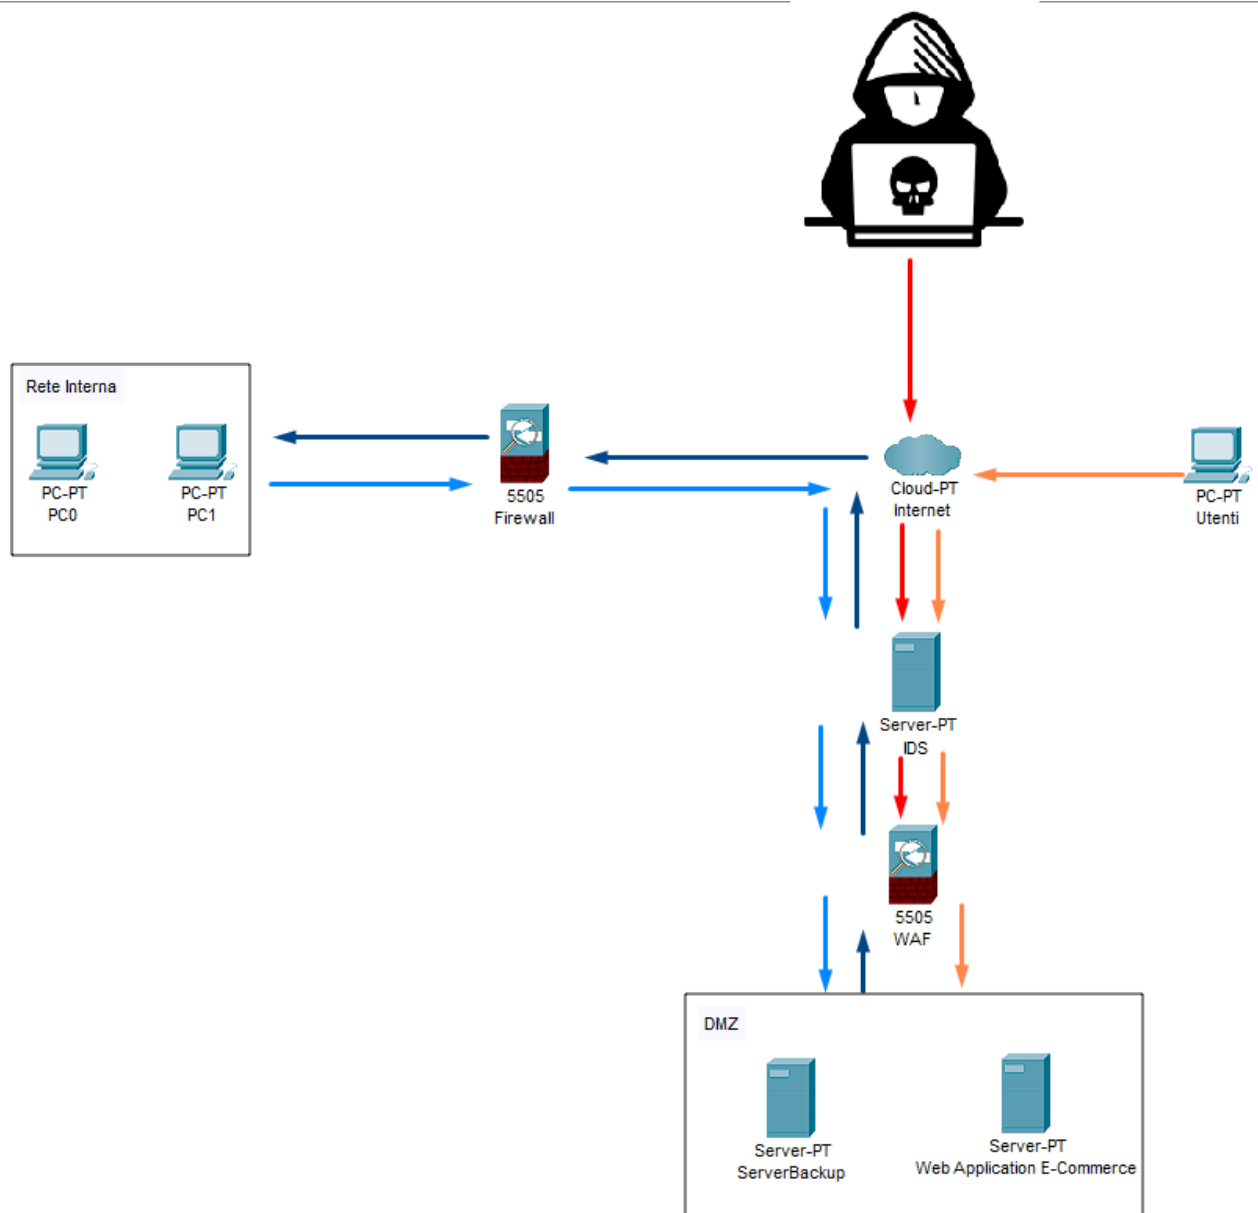 Rete Interna
PC-PT
PC0
PC-PT
PC1
5505
Firewall
Cloud-PT
Internet
PC-PT
Utenti
Server-PT
IDS
5505
WAF
DMZ
Server-PT
ServerBackup
Server-PT
Web Application E-Commerce